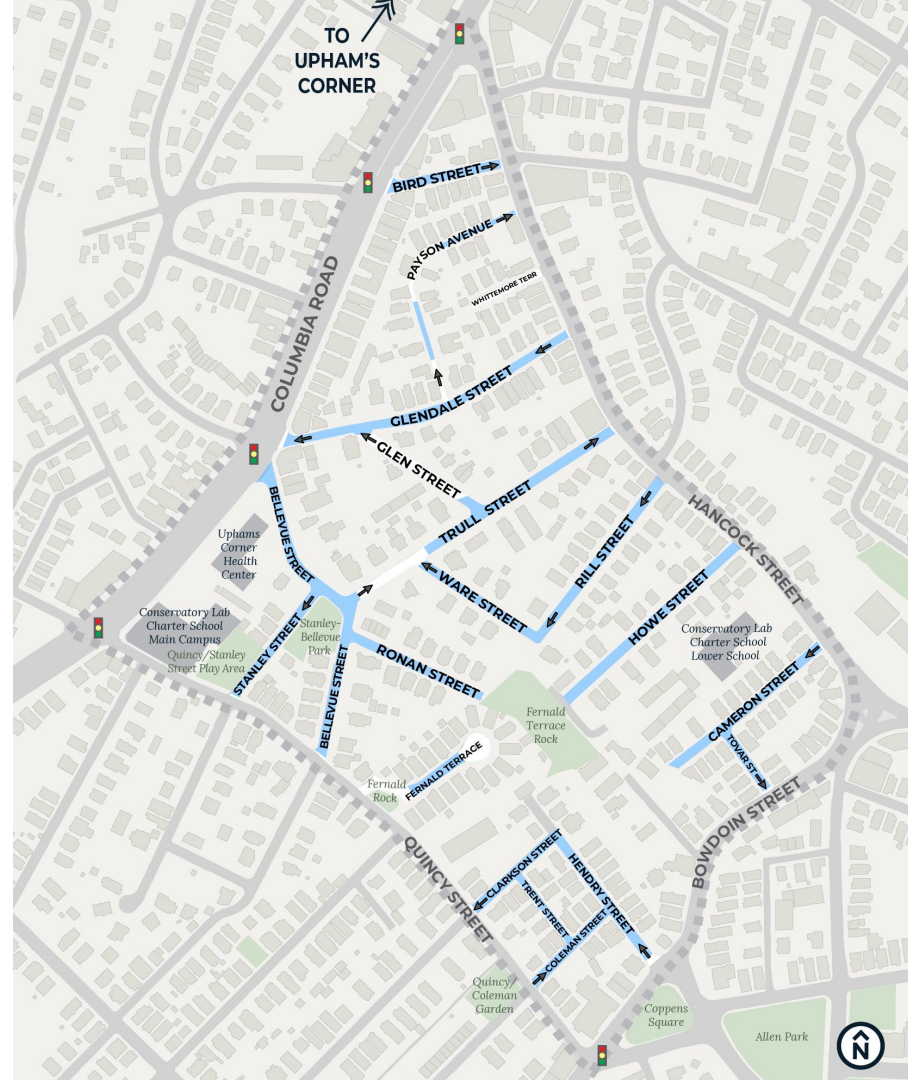 TO
UPHAM'S
CORNER
BIRD STREET
PAYSON AVENUE
WHITTEMORE TERR
COLUMBIA ROAD
GLENDALE STREET
GLEN STREET
TRULL STREET
BELLEVUE STREET
HANCOCK STREET
Uphams
Corner
Health
Center
RILL STREET
WARE STREET
HOWE STREET
Conservatory Lab
Charter School
Main Campus
Quincy/Stanley
Street Play Area
STANLEY STREET
Stanley-
Bellevue
Park
BELLEVUE STREET
RONAN STREET
Conservatory Lab
Charter School
Lower School
CAMERON STREET
TOVAR ST
Fernald
Terrace
Rock
FERNALD TERRACE
Fernald
Rock
BOWDOIN STREET
QUINCY STREET
CLARKSON STREET
HENDRY STREET
TRENT STREET
COLEMAN STREET
Quincy/
Coleman
Garden
Coppens
Square
Allen Park
N